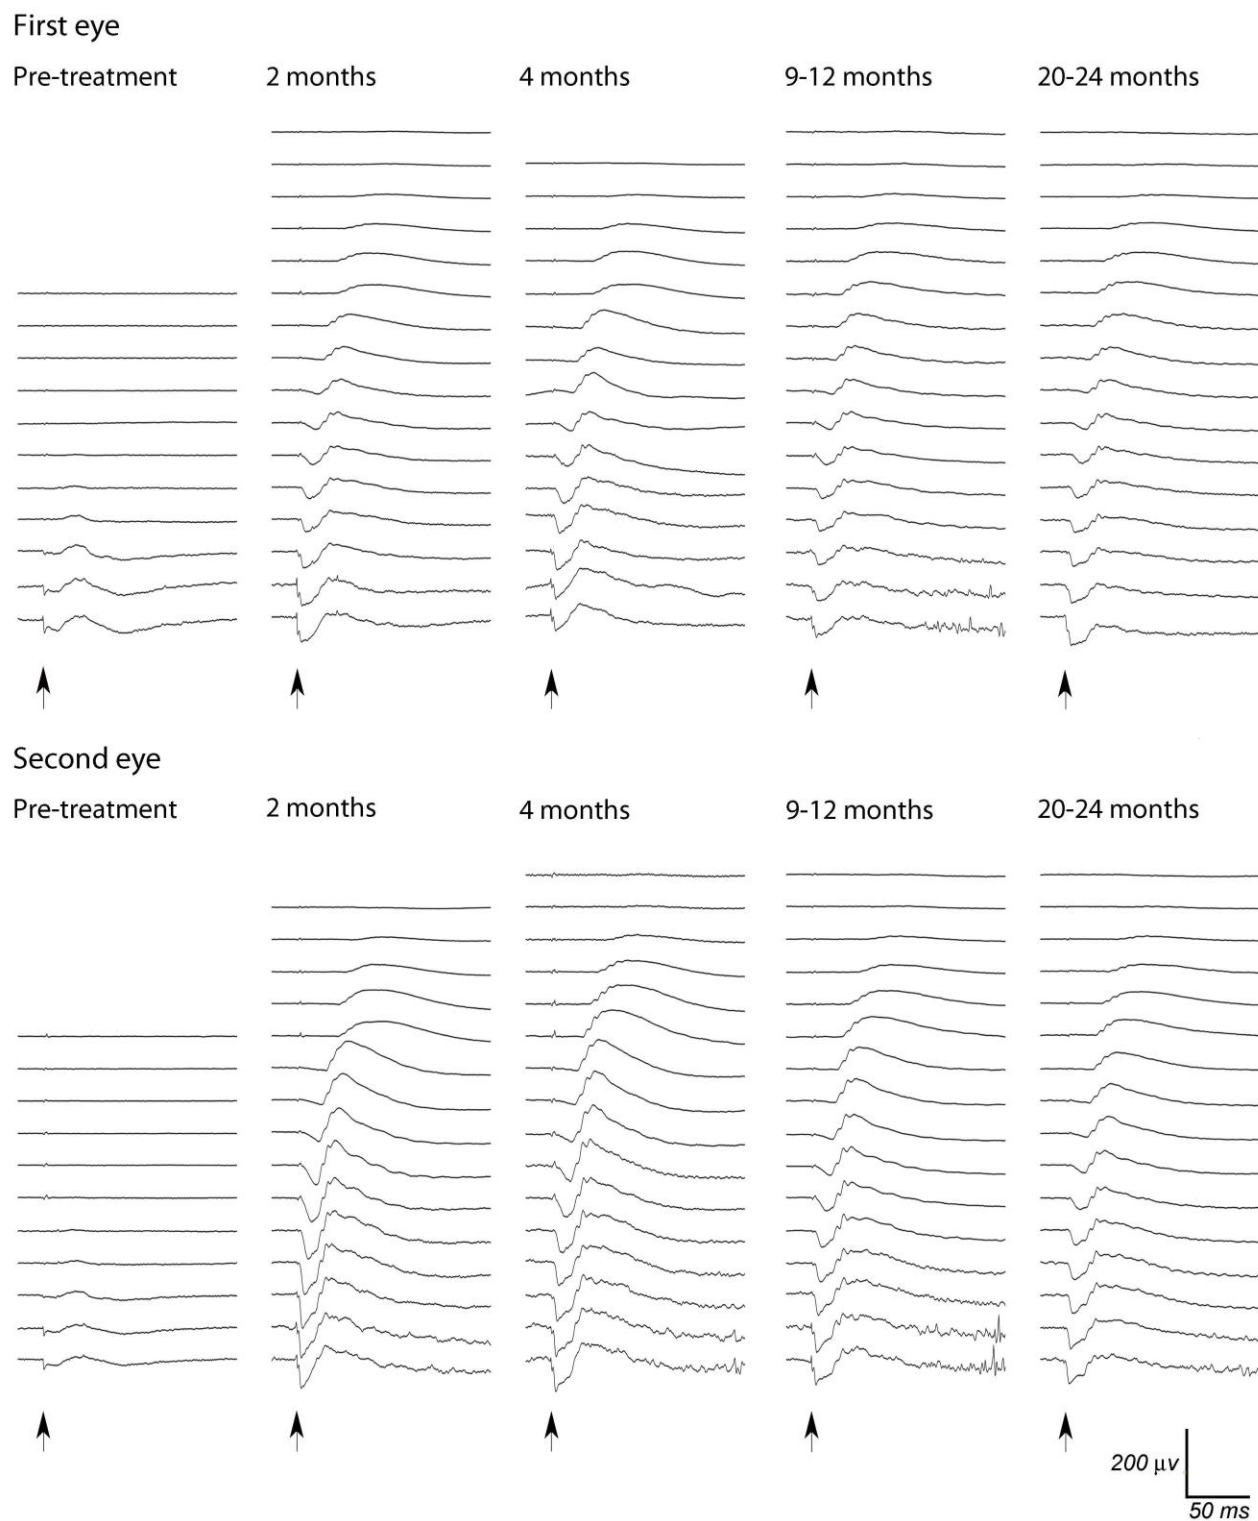 First eye
Pre-treatment 2 months 4 months 9-12 months 20-24 months
Second eye
Pre-treatment 2 months 4 months 9-12 months 20-24 months
200 μv
50 ms